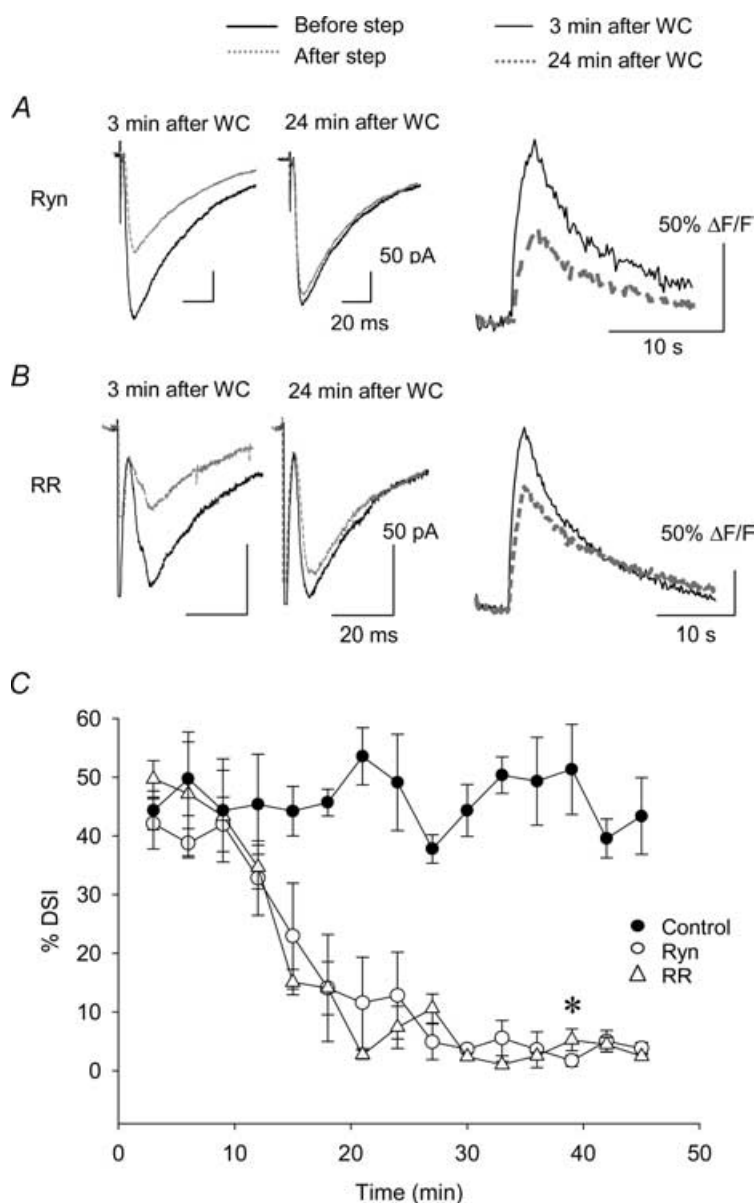 Before step
After step
3 min after WC
24 min after WC
A
3 min after WC
24 min after WC
Ryn
50 pA
20 ms
50% ΔF/F
10 s
B
3 min after WC
24 min after WC
RR
50 pA
20 ms
50% ΔF/F
10 s
C
% DSI
60
50
40
30
20
10
0
Control
Ryn
RR
*
0 10 20 30 40 50
Time (min)